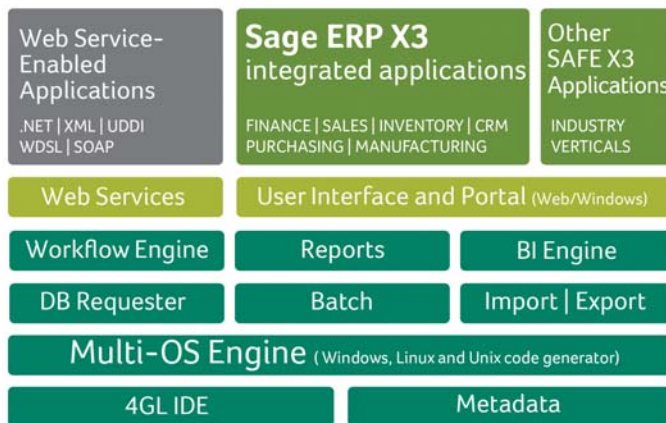 Web Service-
Enabled
Applications
.NET | XML | UDDI
WDSL | SOAP
Sage ERP X3
integrated applications
FINANCE | SALES | INVENTORY | CRM
PURCHASING | MANUFACTURING
Other
SAFE X3
Applications
INDUSTRY
VERTICALS
Web Services
User Interface and Portal (Web/Windows)
Workflow Engine
Reports
BI Engine
DB Requester
Batch
Import | Export
Multi-OS Engine ( Windows, Linux and Unix code generator)
4GL IDE
Metadata